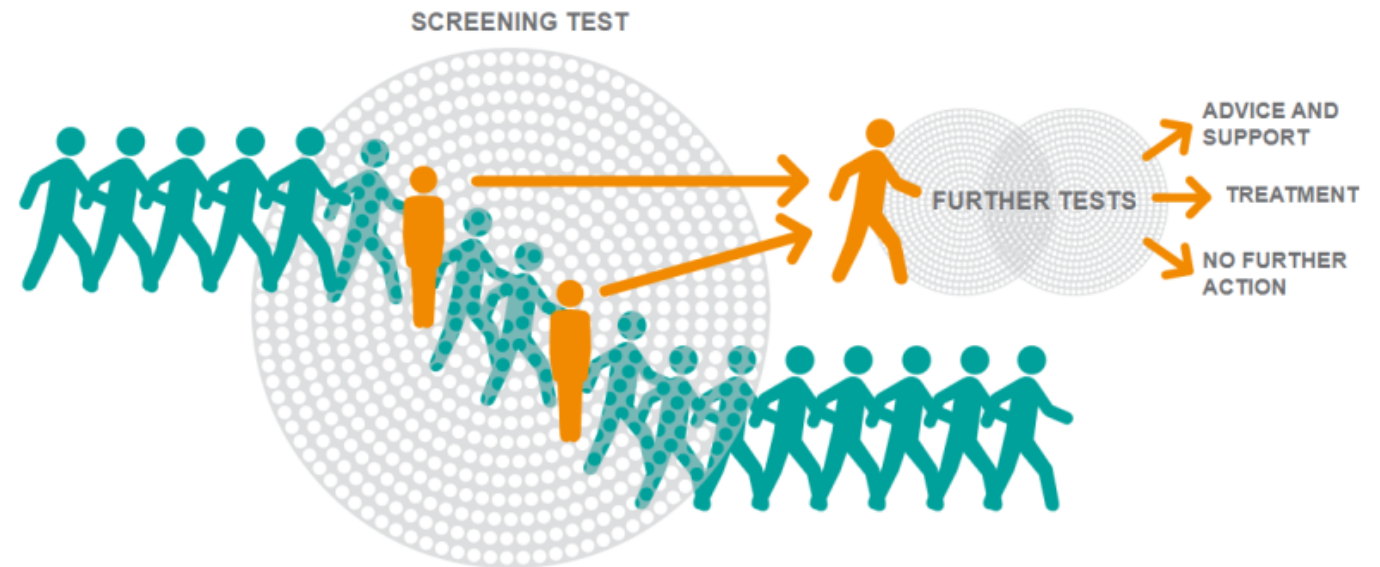 SCREENING TEST
ADVICE AND
SUPPORT
FURTHER TESTS
TREATMENT
NO FURTHER
ACTION